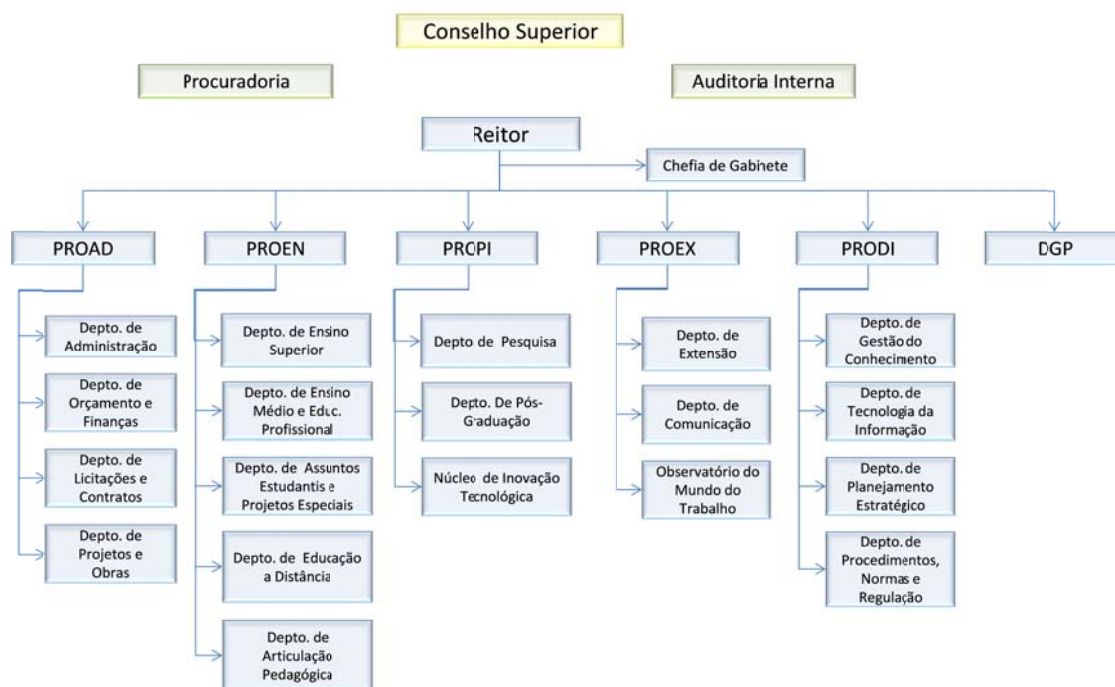 Conselho Superior
Procuradoria
Auditoria Interna
Reitor
Chefia de Gabinete
PROAD
PROEN
PROPI
PROEX
PRODI
DGP
Depto. de
Administração
Depto. de
Orçamento e
Finanças
Depto. de
Licitações e
Contratos
Depto. de
Projetos e
Obras
Depto. de Ensino
Superior
Depto. de Ensino
Médio e Educ.
Profissional
Depto. de Assuntos
Estudantis e
Projetos Especiais
Depto. de Educação
a Distância
Depto. de
Articulação
Pedagógica
Depto de Pesquisa
Depto. De Pós-
Graduação
Núcleo de Inovação
Tecnológica
Depto. de
Extensão
Depto. de
Comunicação
Observatório do
Mundo do
Trabalho
Depto. de
Gestão do
Conhecimento
Depto. de
Tecnologia da
Informação
Depto. de
Planejamento
Estratégico
Depto. de
Procedimentos,
Normas e
Regulação